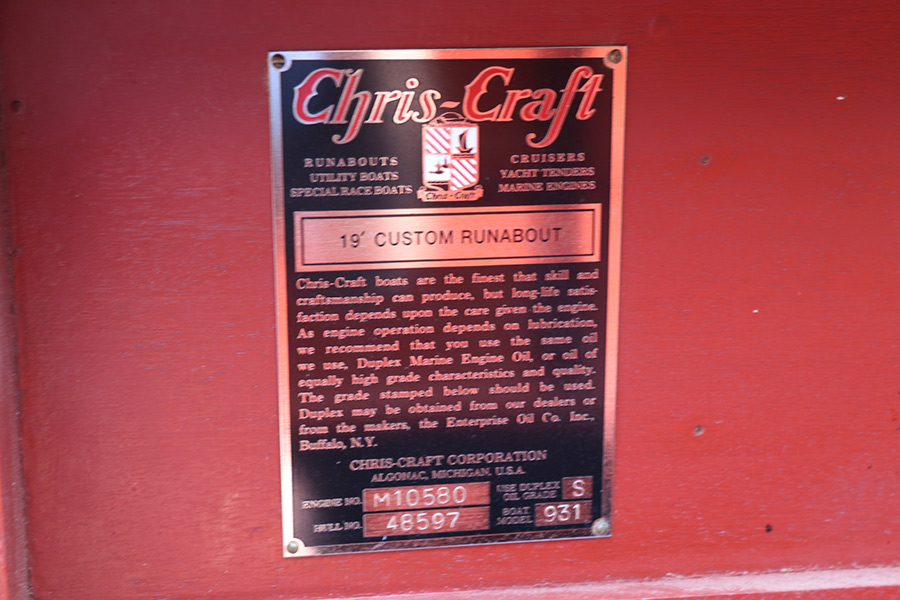 Chris-Craft
RUNABOUTS
UTILITY BOATS
SPECIAL RACE BOATS
CRUISERS
YACHT TENDERS
MARINE ENGINES
Chris-Craft
19' CUSTOM RUNABOUT
Chris-Craft boats are the finest that skill and
craftsmanship can produce, but long-life satis-
faction depends upon the care given the engine.
As engine operation depends on lubrication,
we recommend that you use the same oil
we use, Duplex Marine Engine Oil, or oil of
equally high grade characteristics and quality.
The grade stamped below should be used.
Duplex may be obtained from our dealers or
from the makers, the Enterprise Oil Co. Inc.,
Buffalo, N.Y.
CHRIS-CRAFT CORPORATION
ALGONAC, MICHIGAN, U.S.A.
ENGINE NO. M10580
USE DUPLEX
OIL GRADE S
HULL NO. 48597
BOAT
MODEL 931